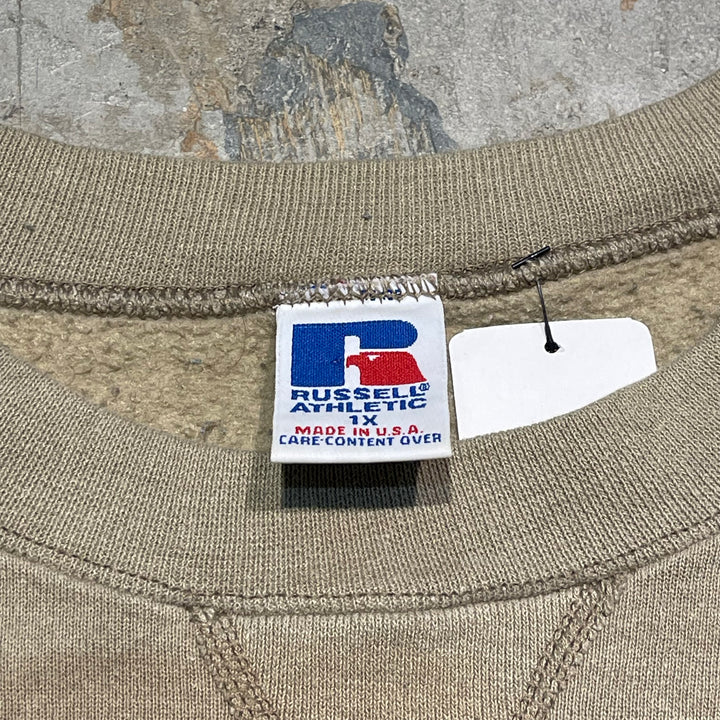 R
RUSSELL®
ATHLETIC
1X
MADE IN U.S.A.
CARE-CONTENT OVER